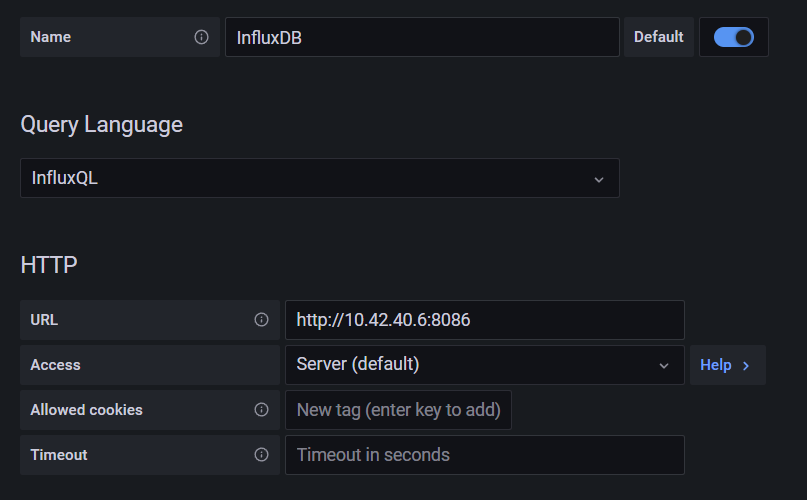 Name InfluxDB Default
Query Language
InfluxQL
HTTP
URL http://10.42.40.6:8086
Access Server (default) Help >
Allowed cookies New tag (enter key to add)
Timeout Timeout in seconds